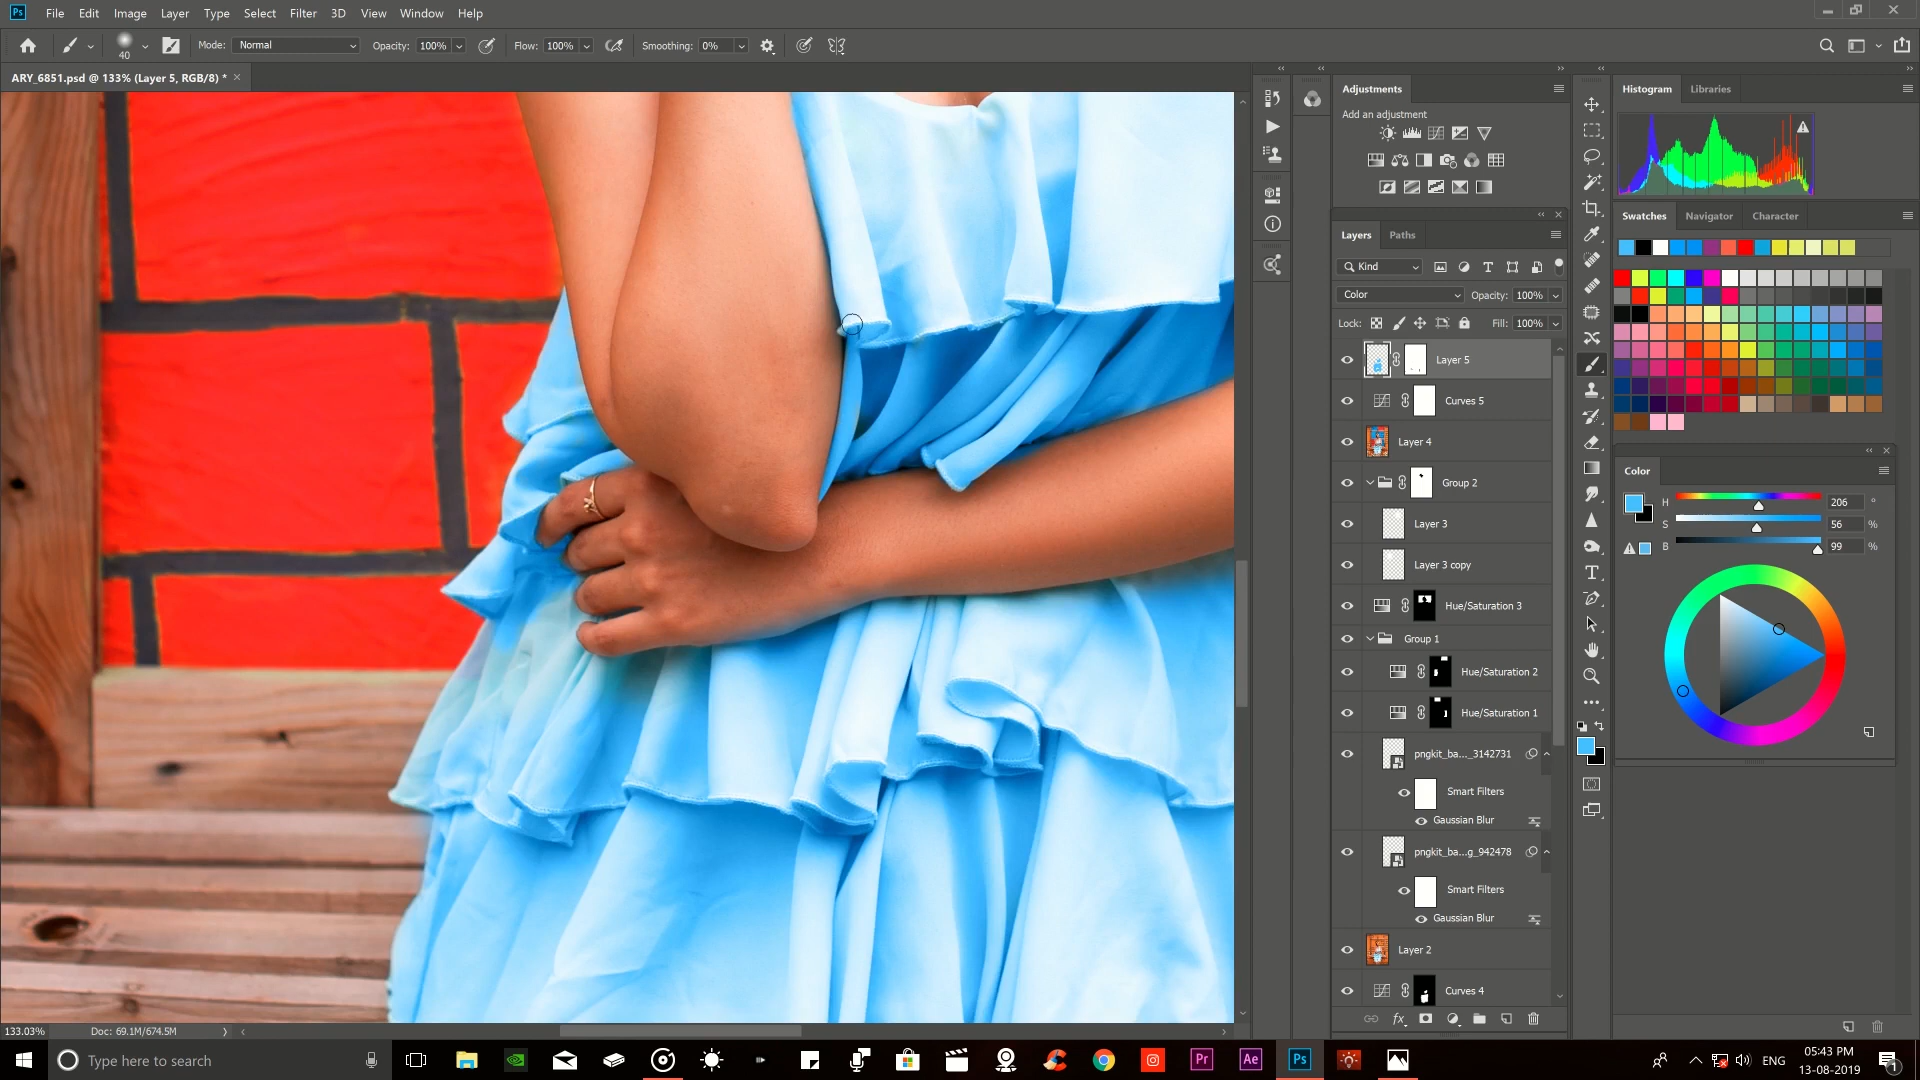 Ps File Edit Image Layer Type Select Filter 3D View Window Help
40 Mode: Normal Opacity: 100% Flow: 100% Smoothing: 0%
ARY_6851.psd @ 133% (Layer 5, RGB/8) * ×
Adjustments
Add an adjustment
Layers Paths
Kind
Color Opacity: 100%
Lock: Fill: 100%
Layer 5
Curves 5
Layer 4
Group 2
Layer 3
Layer 3 copy
Hue/Saturation 3
Group 1
Hue/Saturation 2
Hue/Saturation 1
pngkit_ba..._3142731
Smart Filters
Gaussian Blur
pngkit_ba...g_942478
Smart Filters
Gaussian Blur
Layer 2
Curves 4
fx
Histogram Libraries
Swatches Navigator Character
Color
H 206 °
S 56 %
B 99 %
133.03% Doc: 69.1M/674.5M
Type here to search
Pr Ae Ps
ENG
05:43 PM
13-08-2019
1